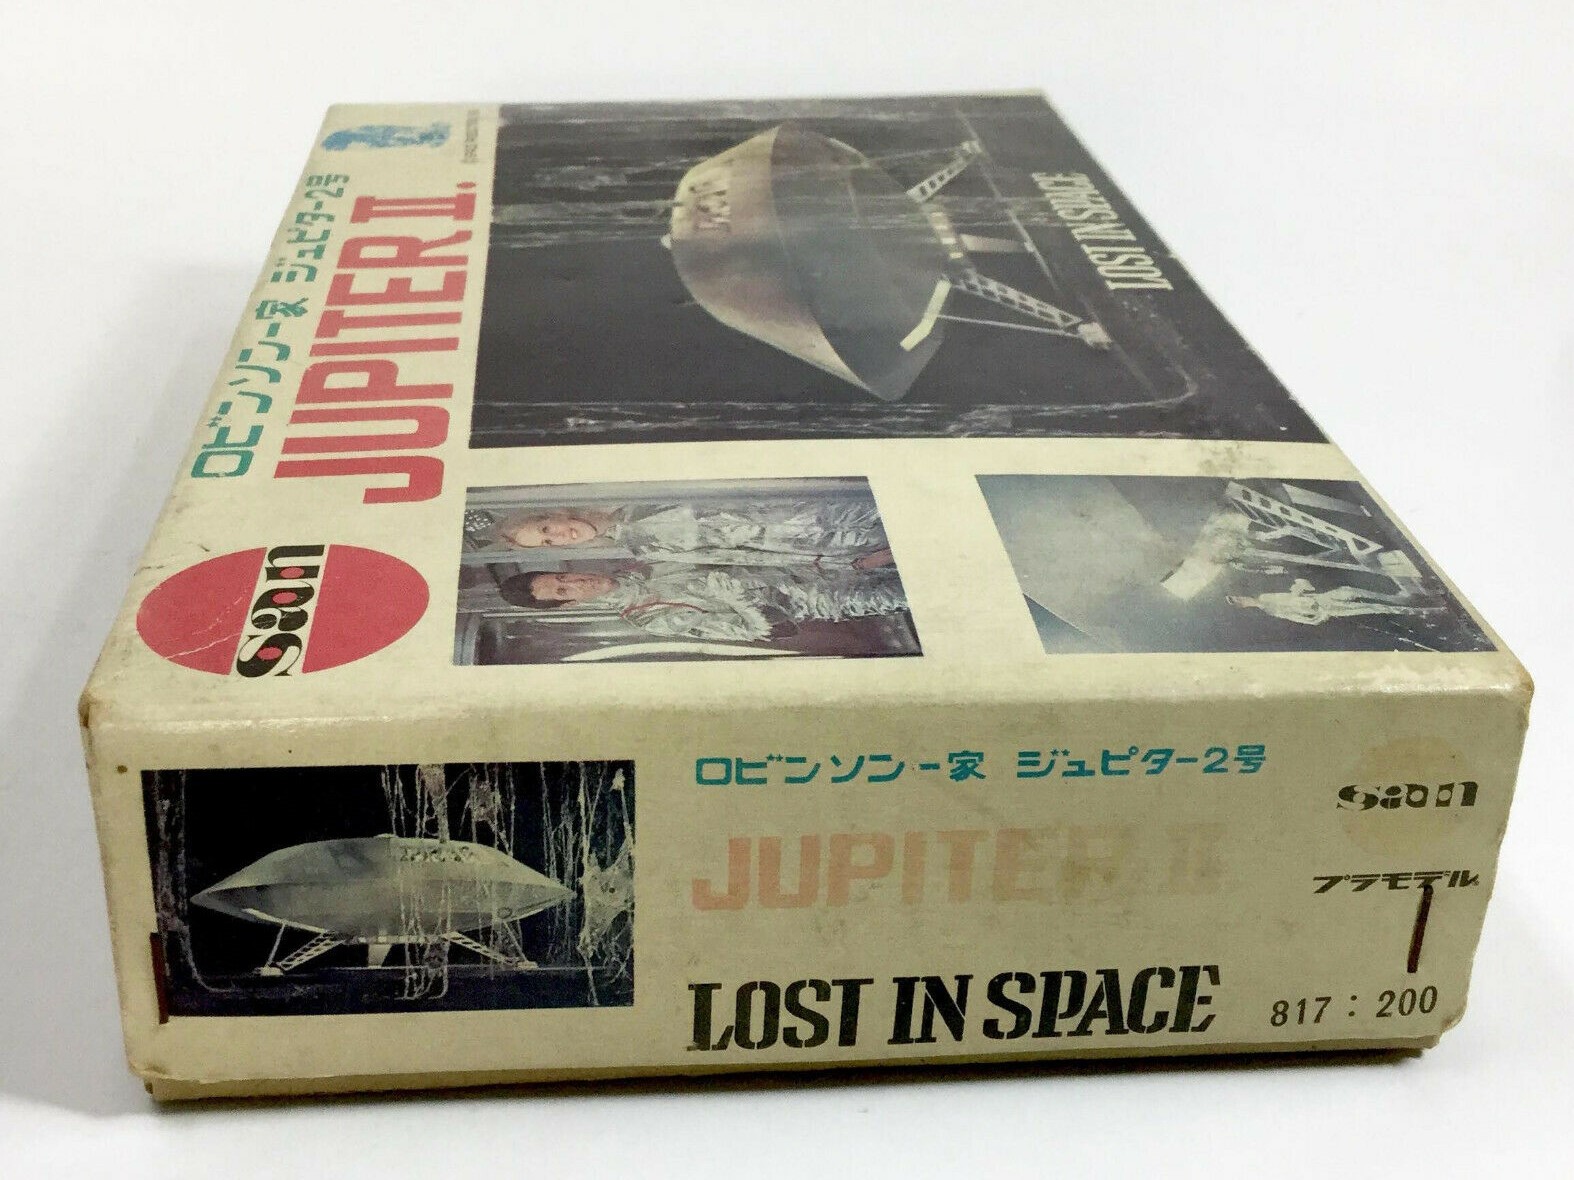 ロビンソン一家 ジュピター2号
JUPITER II.
LOST IN SPACE
san
ロビンソン一家 ジュピター2号
JUPITER II
LOST IN SPACE
san
プラモデル
817:200